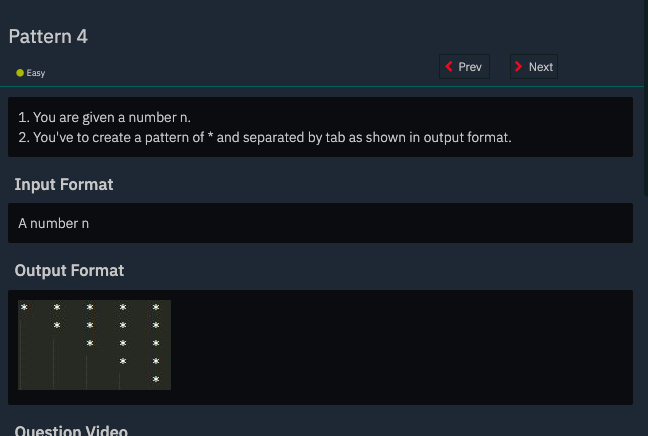 Pattern 4
Easy
Prev
Next
1. You are given a number n.
2. You've to create a pattern of * and separated by tab as shown in output format.
Input Format
A number n
Output Format
*	*	*	*	*
	*	*	*	*
		*	*	*
			*	*
				*
Question Video